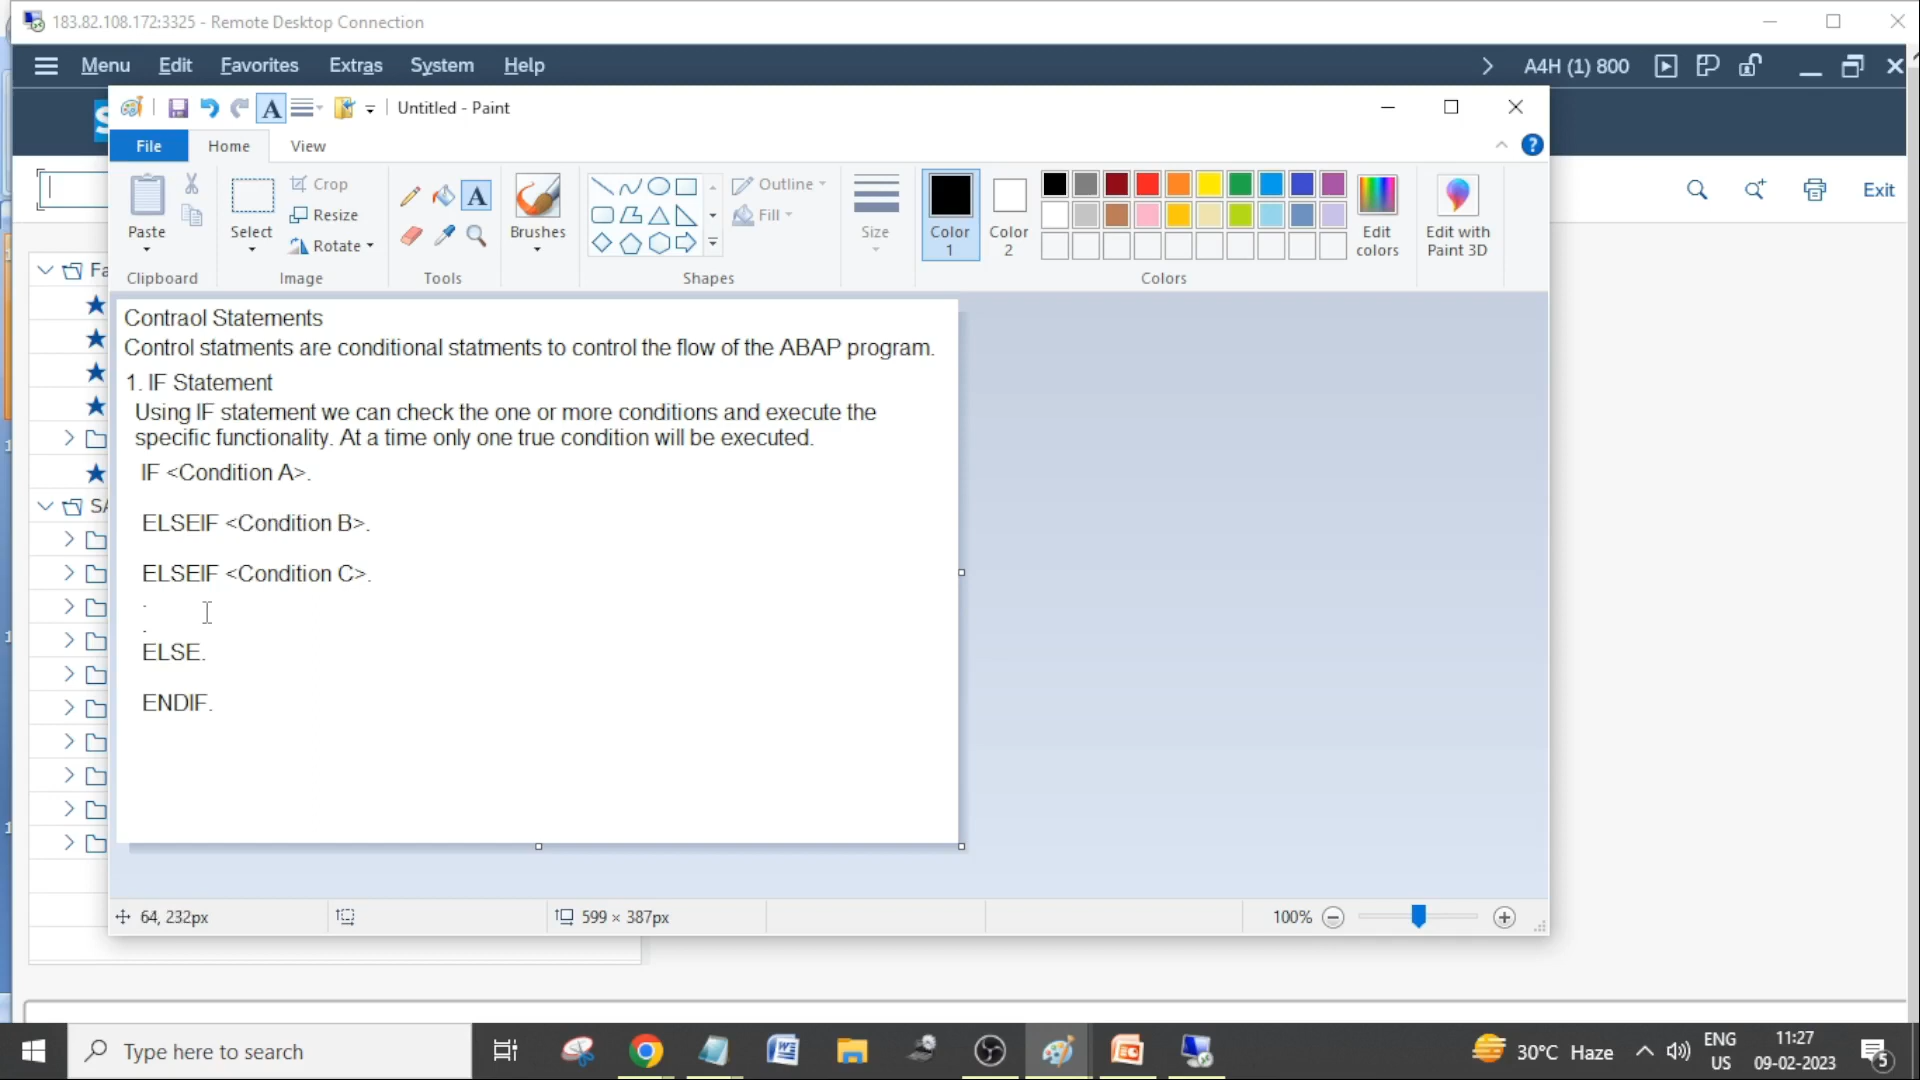 183.82.108.172:3325 - Remote Desktop Connection
Menu Edit Favorites Extras System Help
A4H (1) 800
Untitled - Paint
File Home View
Exit
Paste
Clipboard
Select
Crop
Resize
Rotate
Image
Tools
Brushes
Shapes
Outline
Fill
Size
Color 1
Color 2
Edit colors
Edit with Paint 3D
Colors
Contraol Statements
Control statments are conditional statments to control the flow of the ABAP program.
1. IF Statement
Using IF statement we can check the one or more conditions and execute the
specific functionality. At a time only one true condition will be executed.
IF <Condition A>.
ELSEIF <Condition B>.
ELSEIF <Condition C>.
.
.
ELSE.
ENDIF.
64, 232px
599 × 387px
100%
Type here to search
30°C Haze
ENG
US
11:27
09-02-2023
5